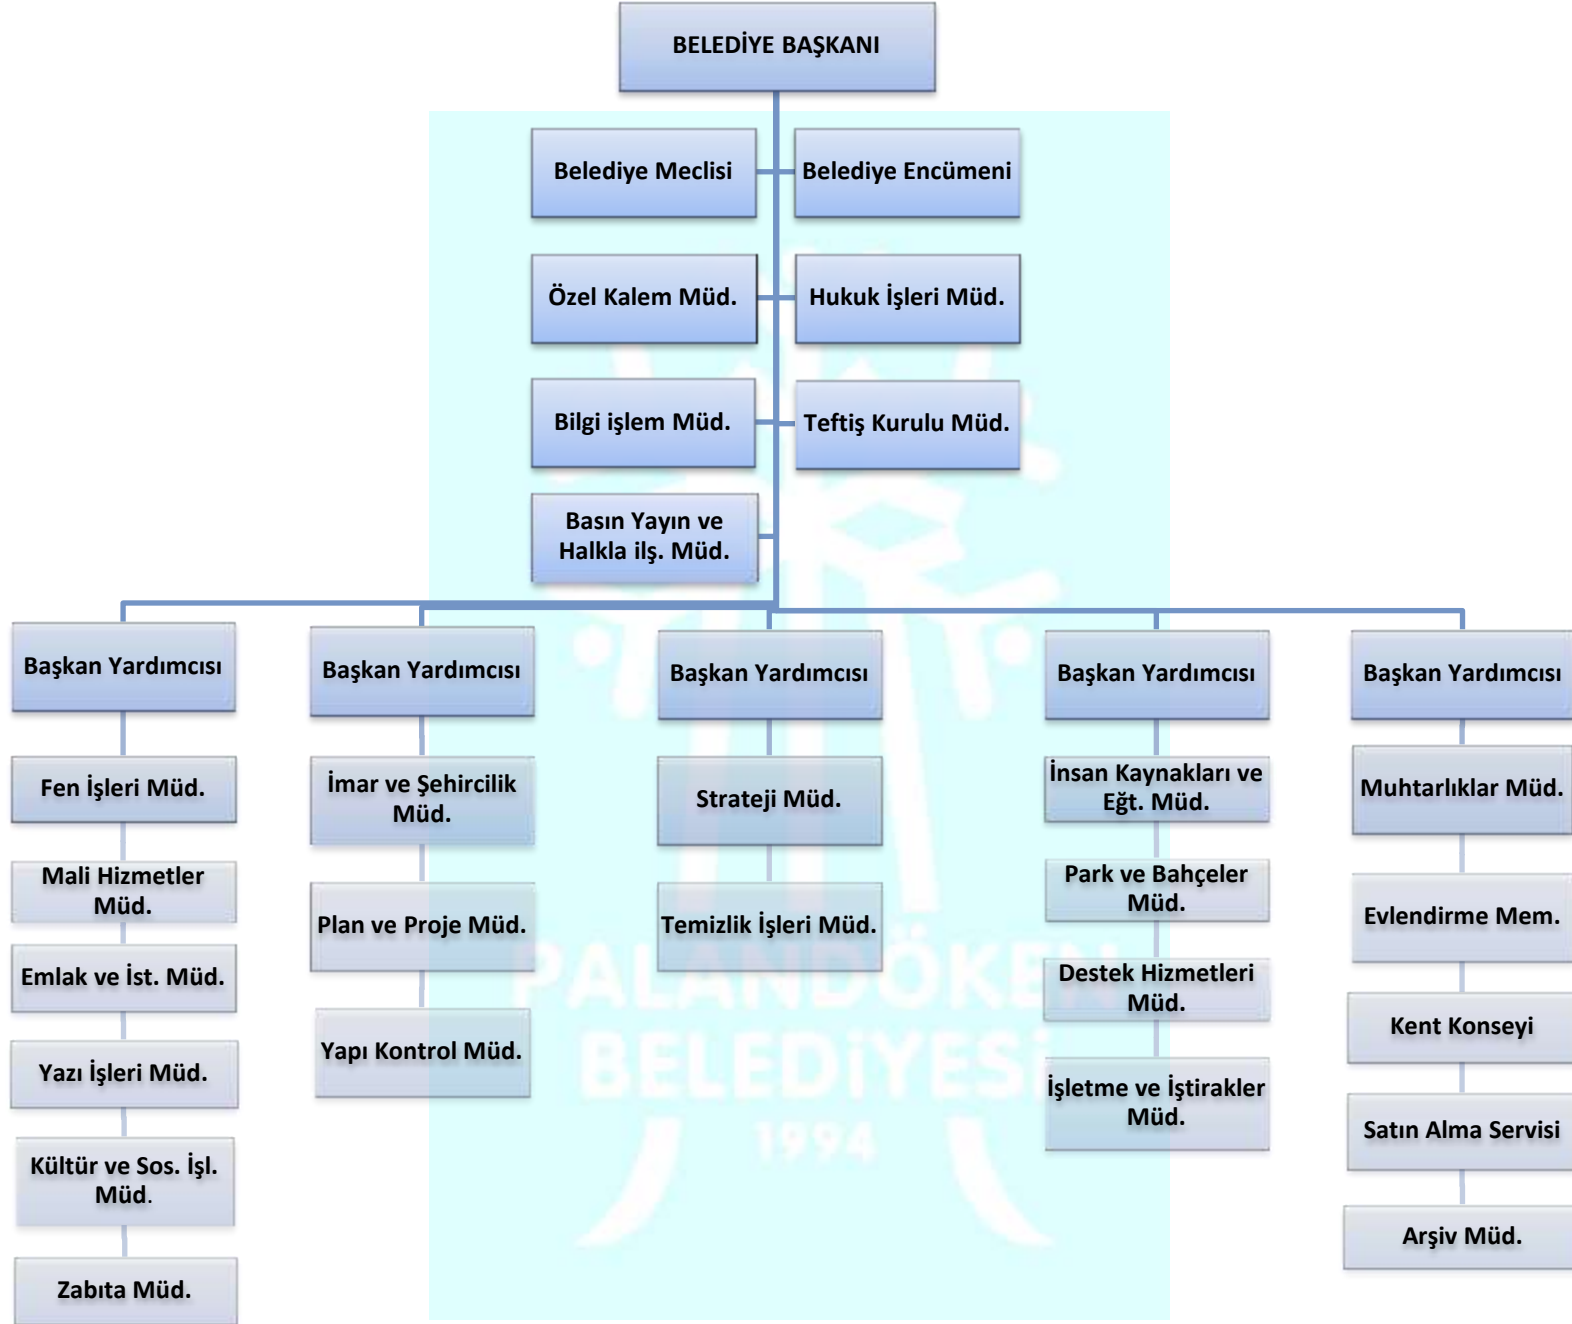 BELEDİYE BAŞKANI
Belediye Meclisi
Belediye Encümeni
Özel Kalem Müd.
Hukuk İşleri Müd.
Bilgi işlem Müd.
Teftiş Kurulu Müd.
Basın Yayın ve
Halkla ilş. Müd.
Başkan Yardımcısı
Fen İşleri Müd.
Mali Hizmetler
Müd.
Emlak ve İst. Müd.
Yazı İşleri Müd.
Kültür ve Sos. İşl.
Müd.
Zabıta Müd.
Başkan Yardımcısı
İmar ve Şehircilik
Müd.
Plan ve Proje Müd.
Yapı Kontrol Müd.
Başkan Yardımcısı
Strateji Müd.
Temizlik İşleri Müd.
Başkan Yardımcısı
İnsan Kaynakları ve
Eğt. Müd.
Park ve Bahçeler
Müd.
Destek Hizmetleri
Müd.
İşletme ve İştirakler
Müd.
Başkan Yardımcısı
Muhtarlıklar Müd.
Evlendirme Mem.
Kent Konseyi
Satın Alma Servisi
Arşiv Müd.
PALANDÖKEN
BELEDİYESİ
1994